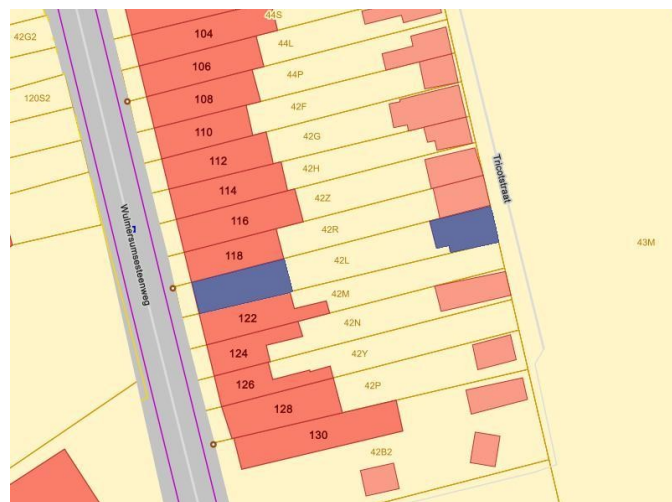 44S
42G2
104
44L
106
44P
120S2
108
42F
110
42G
112
42H
114
Tricotstraat
42Z
116
42R
Wulmersumsesteenweg
118
43M
42L
42M
122
42N
124
42Y
126
42P
128
130
42B2